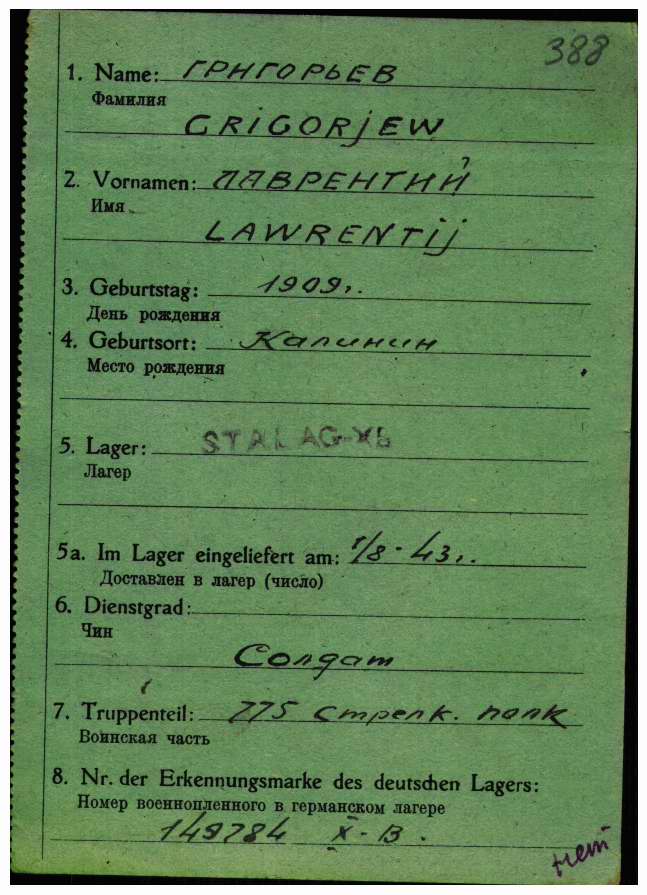 388
1. Name: ГРИГОРЬЕВ
Фамилия
GRIGORjEW
2. Vornamen: ЛАВРЕНТИЙ
Имя
LAWRENTij
3. Geburtstag: 1909г.
День рождения
4. Geburtsort: Калинин
Место рождения
5. Lager: STALAG-XB
Лагер
5a. Im Lager eingeliefert am: 1/8-43г.
Доставлен в лагер (число)
6. Dienstgrad:
Чин
Солдат
7. Truppenteil: 775 стрелк. полк
Воинская часть
8. Nr. der Erkennungsmarke des deutschen Lagers:
Номер военнопленного в германском лагере
149784 X-B.